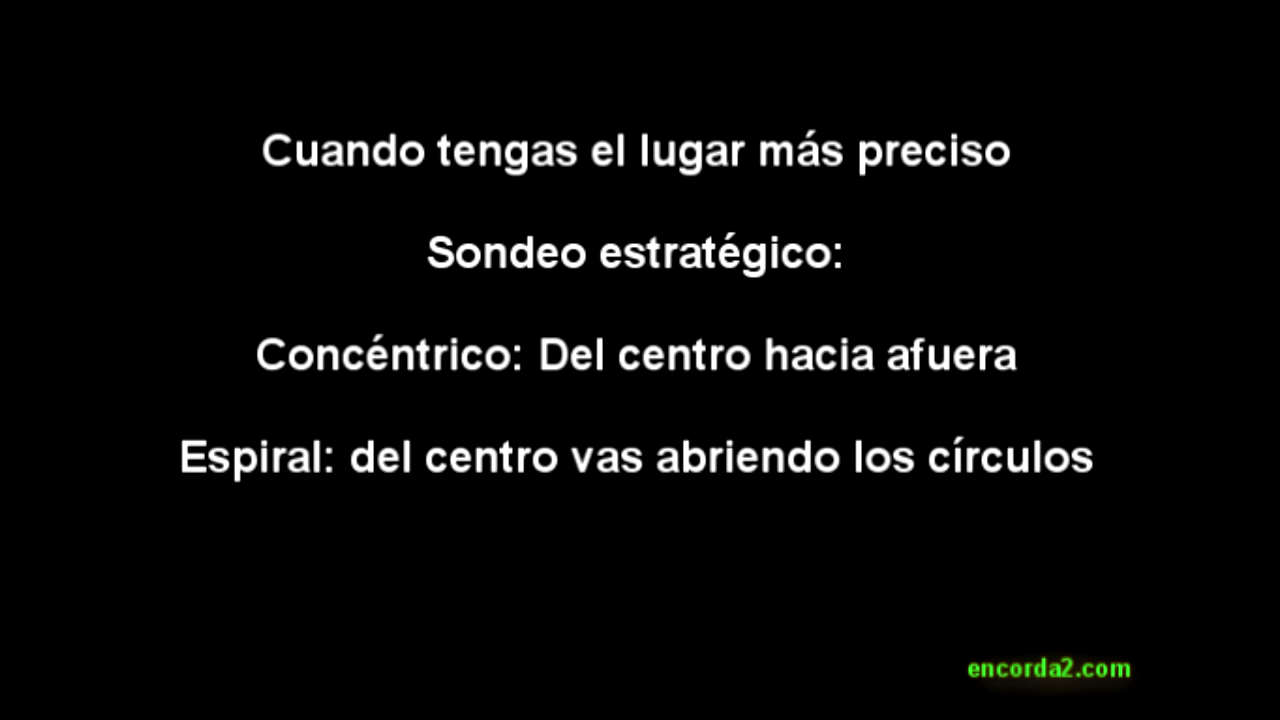 Cuando tengas el lugar más preciso
Sondeo estratégico:
Concéntrico: Del centro hacia afuera
Espiral: del centro vas abriendo los círculos
encorda2.com